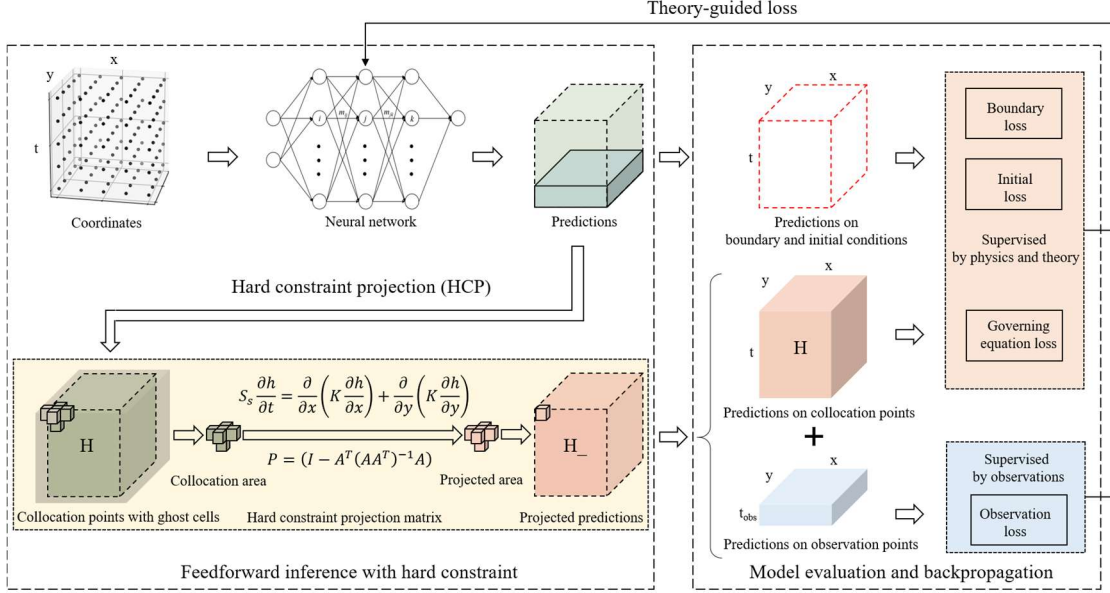 Theory-guided loss
x
y
t
Coordinates
i
m_ij
j
m_jk
k
Neural network
Predictions
Hard constraint projection (HCP)
H
S_s ∂h/∂t = ∂/∂x (K ∂h/∂x) + ∂/∂y (K ∂h/∂y)
P = (I − A^T(AA^T)^{-1}A)
Collocation area
Projected area
H_
Collocation points with ghost cells
Hard constraint projection matrix
Projected predictions
Feedforward inference with hard constraint
x
y
t
Predictions on
boundary and initial conditions
x
y
t
H
Predictions on collocation points
+
x
y
t_obs
Predictions on observation points
Boundary
loss
Initial
loss
Supervised
by physics and theory
Governing
equation loss
Supervised
by observations
Observation
loss
Model evaluation and backpropagation